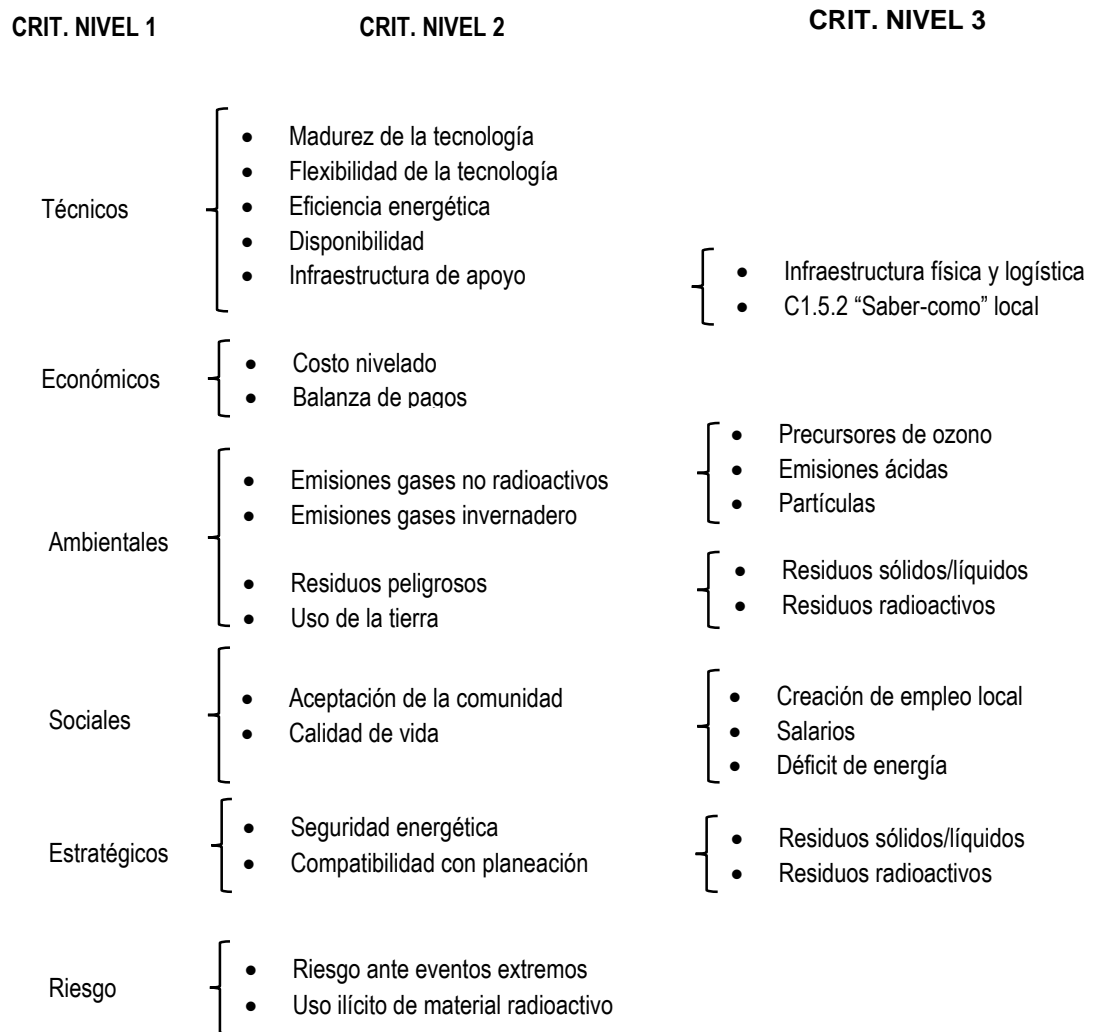 CRIT. NIVEL 1 CRIT. NIVEL 2 CRIT. NIVEL 3
Técnicos
• Madurez de la tecnología
• Flexibilidad de la tecnología
• Eficiencia energética
• Disponibilidad
• Infraestructura de apoyo
• Infraestructura física y logística
• C1.5.2 “Saber-como” local
Económicos
• Costo nivelado
• Balanza de pagos
Ambientales
• Emisiones gases no radioactivos
• Emisiones gases invernadero
• Residuos peligrosos
• Uso de la tierra
• Precursores de ozono
• Emisiones ácidas
• Partículas
• Residuos sólidos/líquidos
• Residuos radioactivos
Sociales
• Aceptación de la comunidad
• Calidad de vida
• Creación de empleo local
• Salarios
• Déficit de energía
Estratégicos
• Seguridad energética
• Compatibilidad con planeación
• Residuos sólidos/líquidos
• Residuos radioactivos
Riesgo
• Riesgo ante eventos extremos
• Uso ilícito de material radioactivo